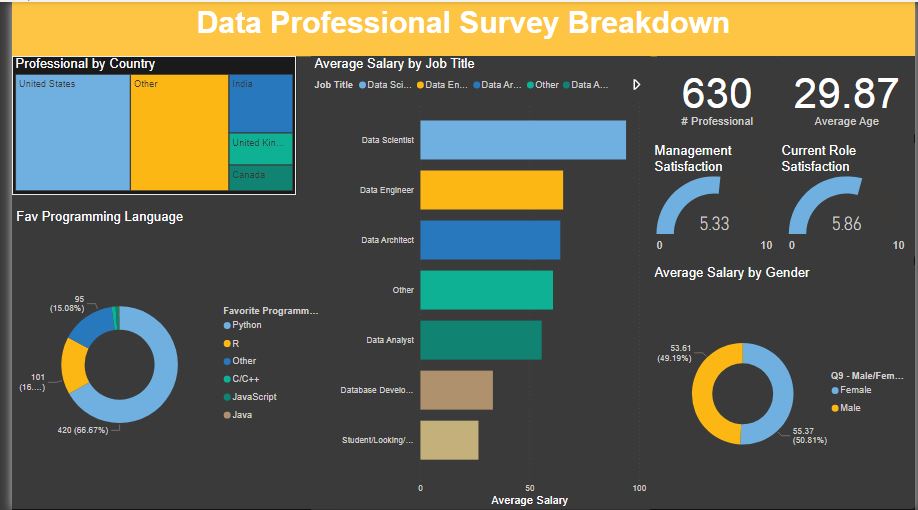 Data Professional Survey Breakdown
Professional by Country
United States
Other
India
United Kin...
Canada
Average Salary by Job Title
Job Title Data Sci... Data En... Data Ar... Other Data A...
Data Scientist
Data Engineer
Data Architect
Other
Data Analyst
Database Develo...
Student/Looking/...
0 50 100
Average Salary
630
# Professional
29.87
Average Age
Management
Satisfaction
5.33
0 10
Current Role
Satisfaction
5.86
0 10
Fav Programming Language
95
(15.08%)
101
(16....)
420 (66.67%)
Favorite Programm...
Python
R
Other
C/C++
JavaScript
Java
Average Salary by Gender
53.61
(49.19%)
55.37
(50.81%)
Q9 - Male/Fem...
Female
Male